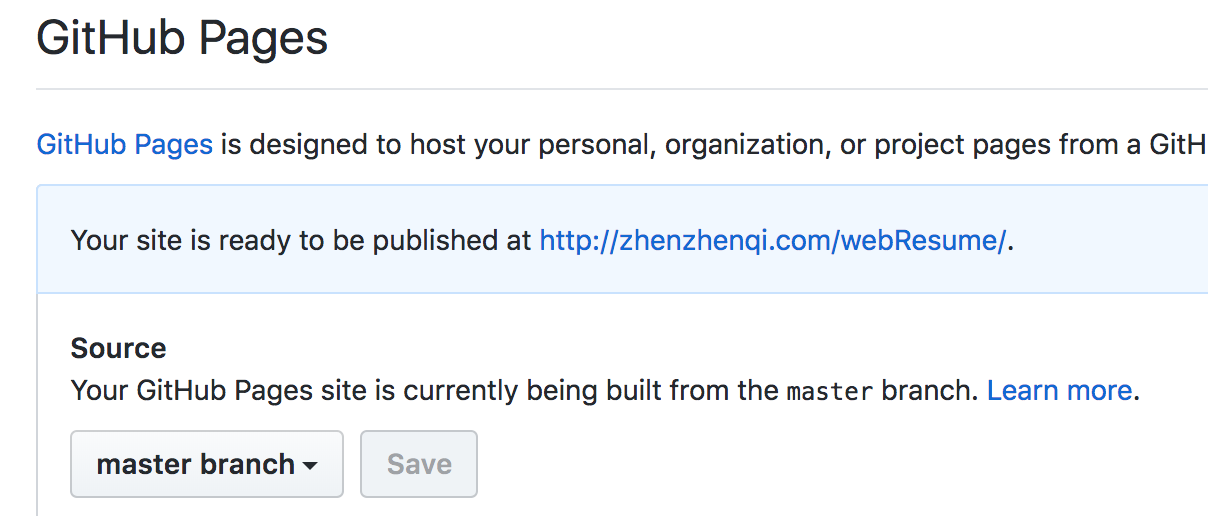 GitHub Pages
GitHub Pages is designed to host your personal, organization, or project pages from a GitH
Your site is ready to be published at http://zhenzhenqi.com/webResume/.
Source
Your GitHub Pages site is currently being built from the master branch. Learn more.
master branch
Save